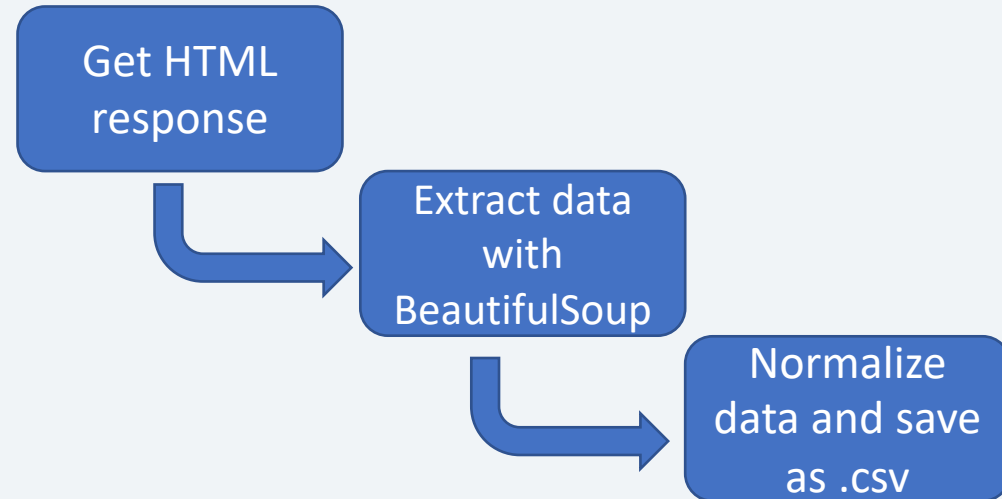 Get HTML
response
Extract data
with
BeautifulSoup
Normalize
data and save
as .csv